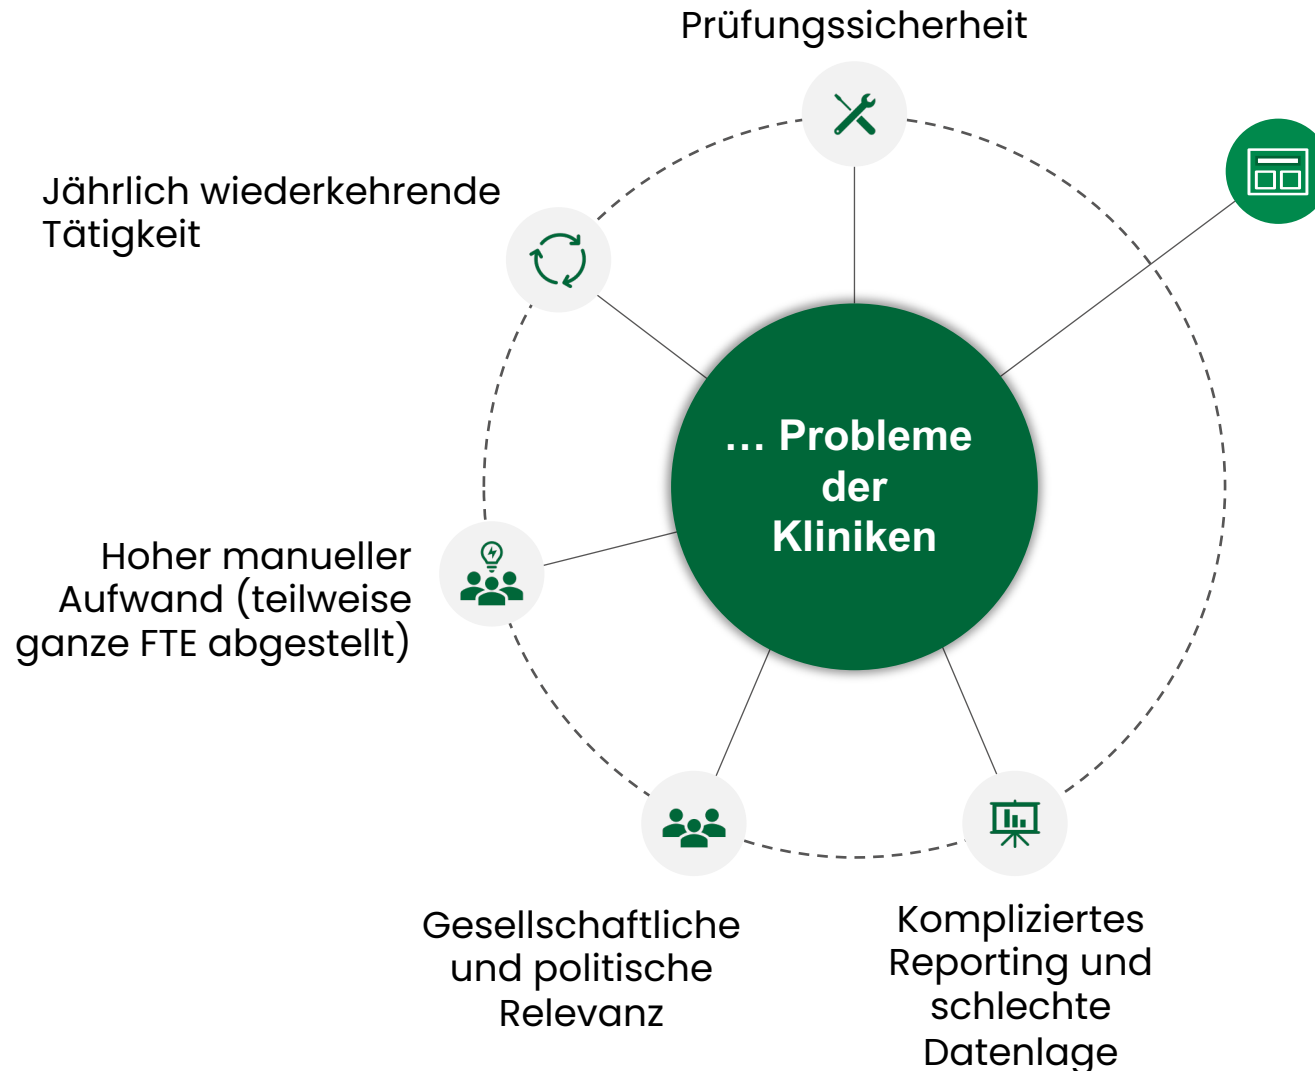 Prüfungssicherheit
Jährlich wiederkehrende
Tätigkeit
... Probleme
der
Kliniken
Hoher manueller
Aufwand (teilweise
ganze FTE abgestellt)
Gesellschaftliche
und politische
Relevanz
Kompliziertes
Reporting und
schlechte
Datenlage